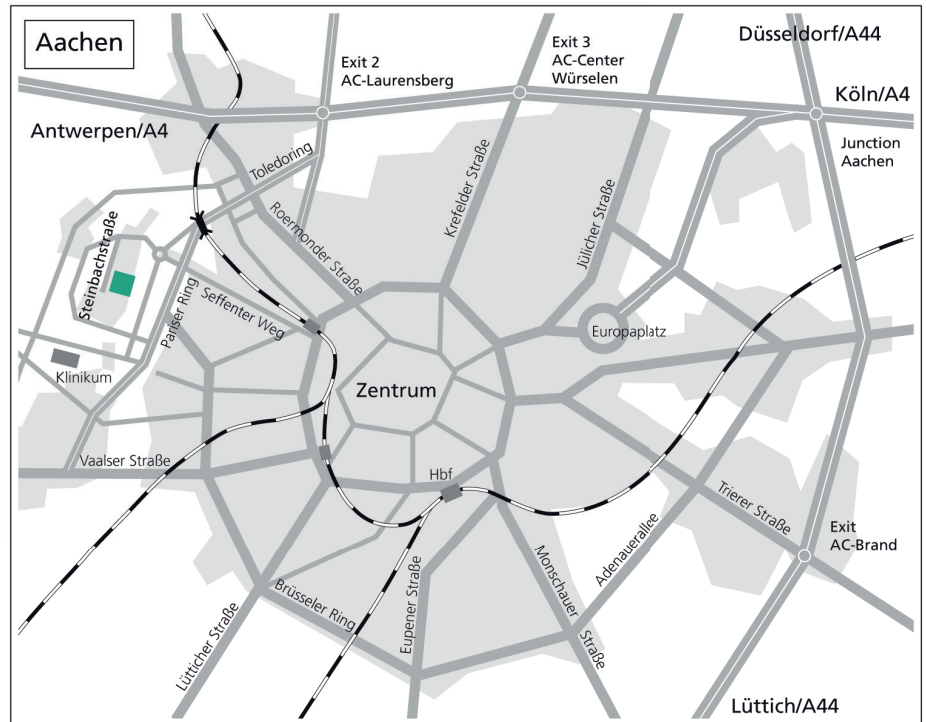 Aachen
Düsseldorf/A44
Exit 3
AC-Center
Würselen
Exit 2
AC-Laurensberg
Köln/A4
Antwerpen/A4
Junction
Aachen
Toledoring
Krefelder Straße
Roermonder Straße
Jülicher Straße
Steinbachstraße
Pariser Ring
Seffenter Weg
Europaplatz
Klinikum
Zentrum
Vaalser Straße
Hbf
Trierer Straße
Exit
AC-Brand
Adenauerallee
Monschauer
Straße
Eupener Straße
Brüsseler Ring
Lütticher Straße
Lüttich/A44